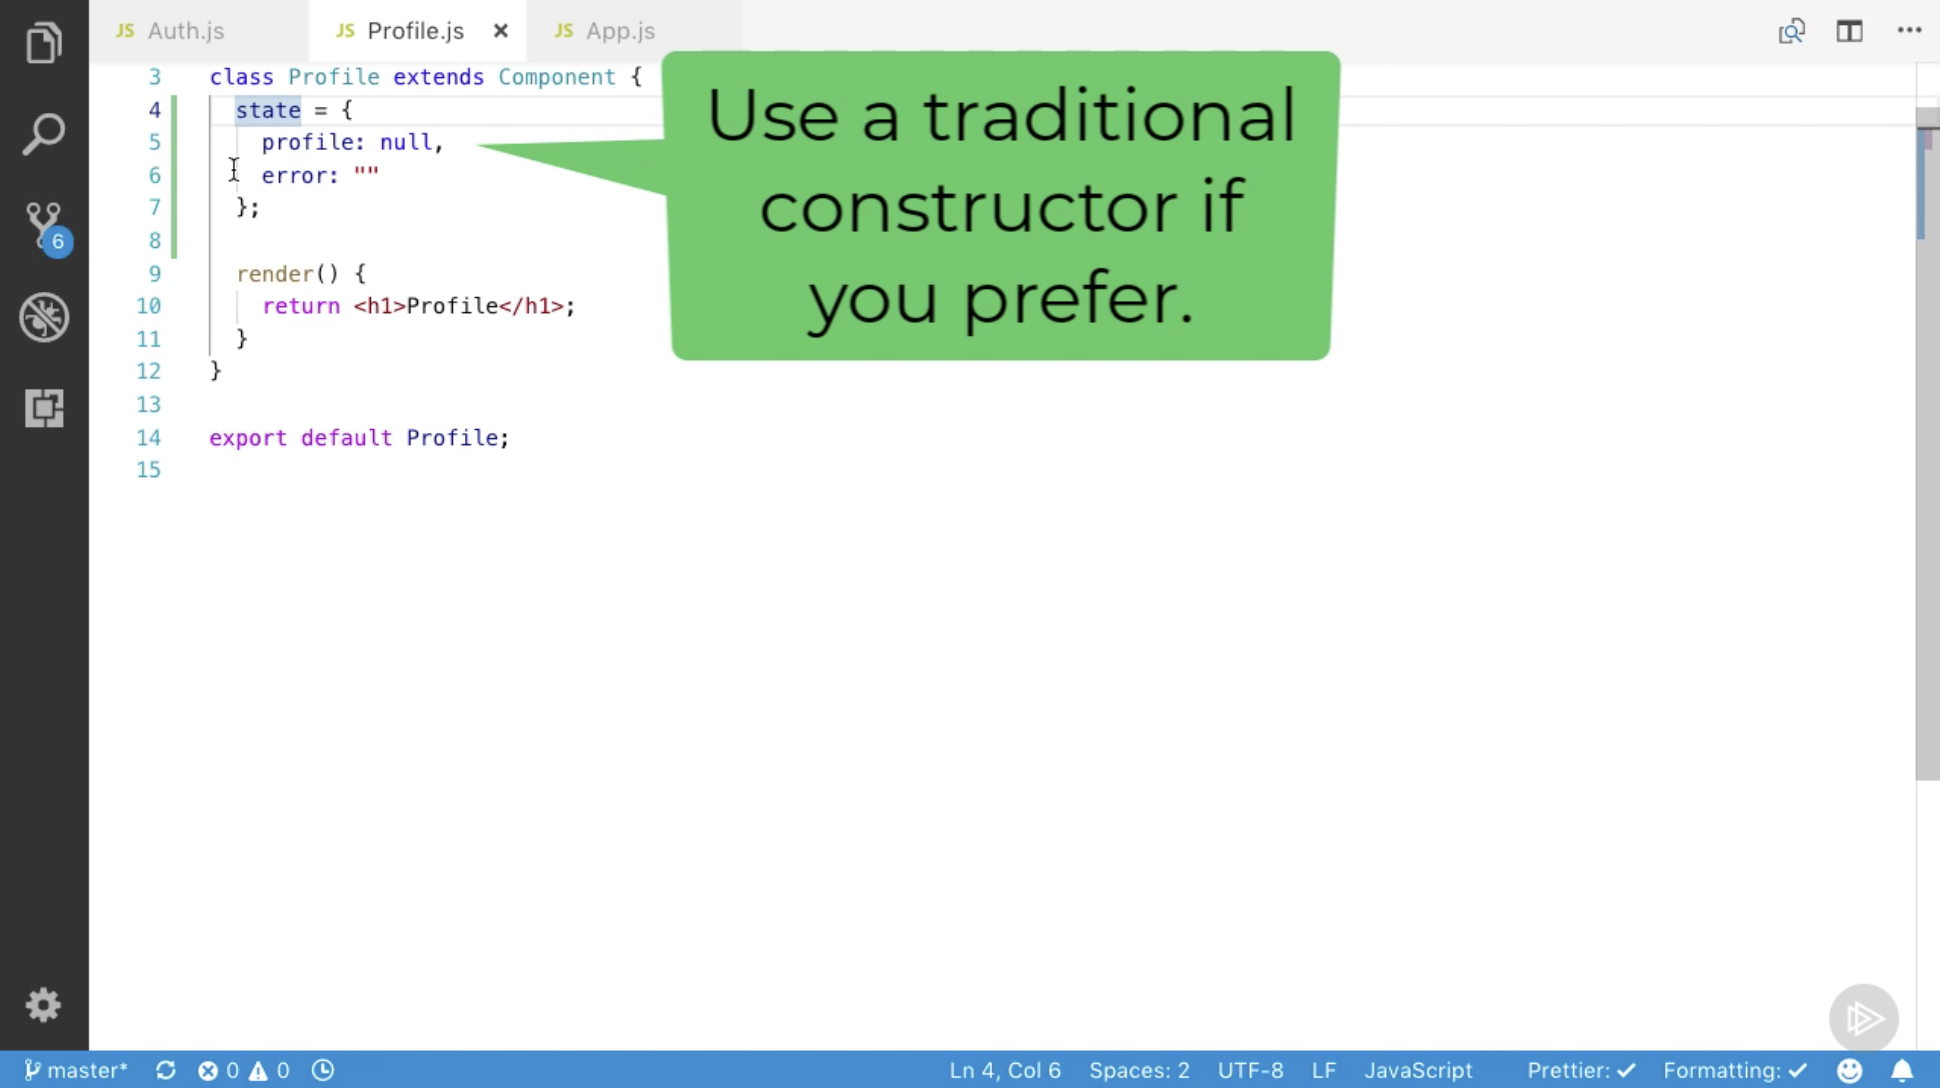 JS Auth.js JS Profile.js × JS App.js
3 class Profile extends Component {
4 state = {
5 profile: null,
6 error: ""
7 };
8
9 render() {
10 return <h1>Profile</h1>;
11 }
12 }
13
14 export default Profile;
15
Use a traditional
constructor if
you prefer.
6
master* 0 0 Ln 4, Col 6 Spaces: 2 UTF-8 LF JavaScript Prettier: ✓ Formatting: ✓